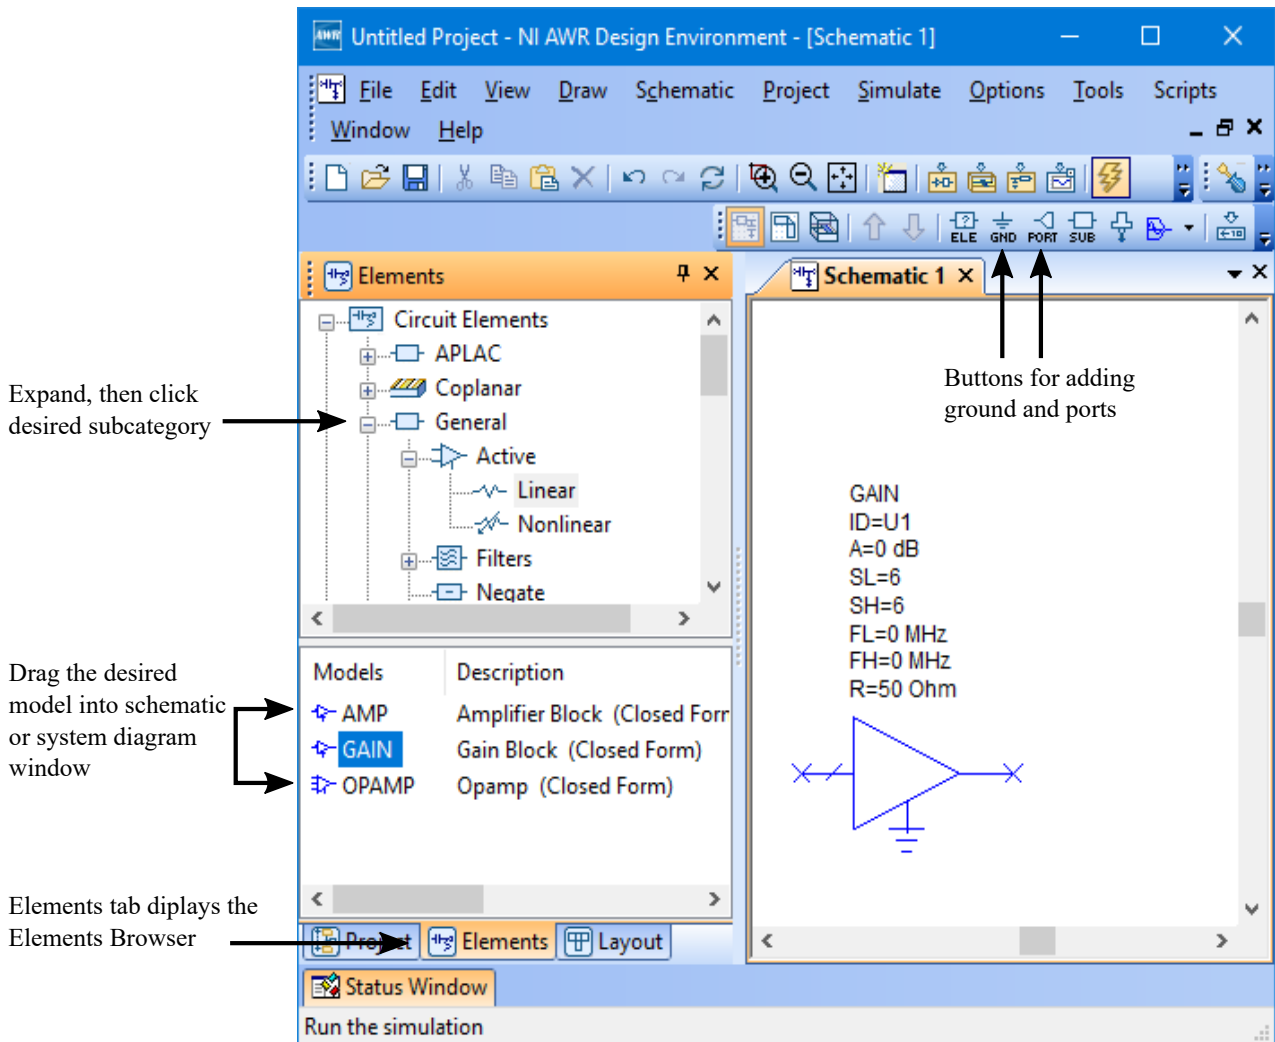 AWR Untitled Project - NI AWR Design Environment - [Schematic 1]
File Edit View Draw Schematic Project Simulate Options Tools Scripts
Window Help
ELE GND PORT SUB
Elements
Schematic 1
Circuit Elements
APLAC
Coplanar
General
Active
Linear
Nonlinear
Filters
Negate
Expand, then click
desired subcategory
Buttons for adding
ground and ports
GAIN
ID=U1
A=0 dB
SL=6
SH=6
FL=0 MHz
FH=0 MHz
R=50 Ohm
Models Description
AMP Amplifier Block (Closed Forr
GAIN Gain Block (Closed Form)
OPAMP Opamp (Closed Form)
Drag the desired
model into schematic
or system diagram
window
Elements tab diplays the
Elements Browser
Project Elements Layout
Status Window
Run the simulation